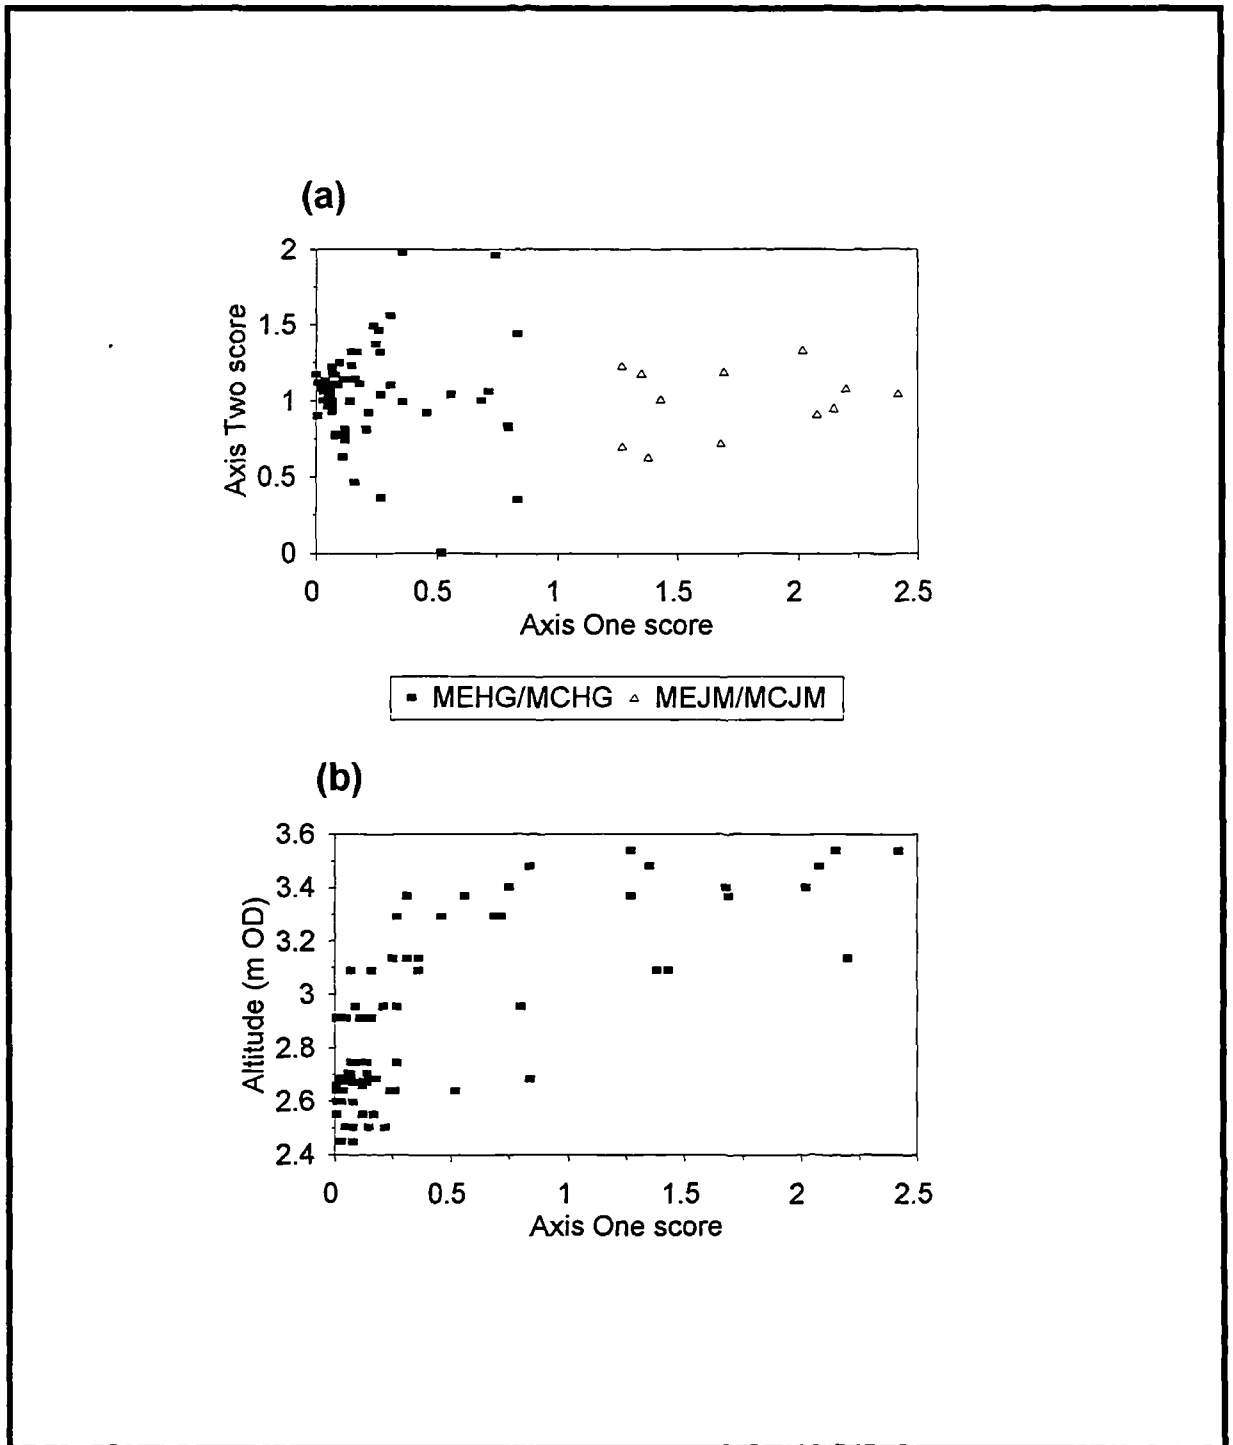 (a)
2
1.5
1
0.5
0
Axis Two score
0 0.5 1 1.5 2 2.5
Axis One score
MEHG/MCHG MEJM/MCJM
(b)
3.6
3.4
3.2
3
2.8
2.6
2.4
Altitude (m OD)
0 0.5 1 1.5 2 2.5
Axis One score